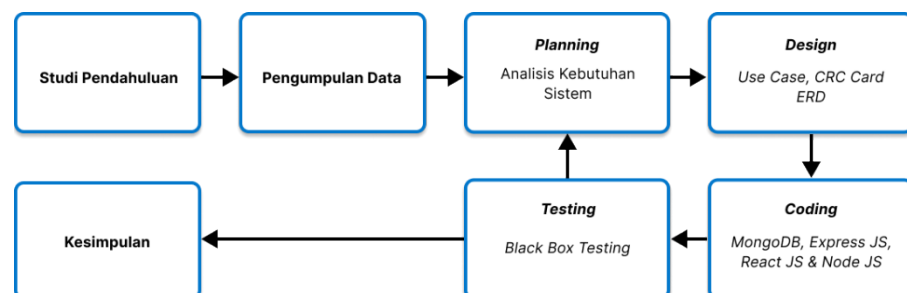 Studi Pendahuluan
Pengumpulan Data
Planning
Analisis Kebutuhan
Sistem
Design
Use Case, CRC Card
ERD
Kesimpulan
Testing
Black Box Testing
Coding
MongoDB, Express JS,
React JS & Node JS